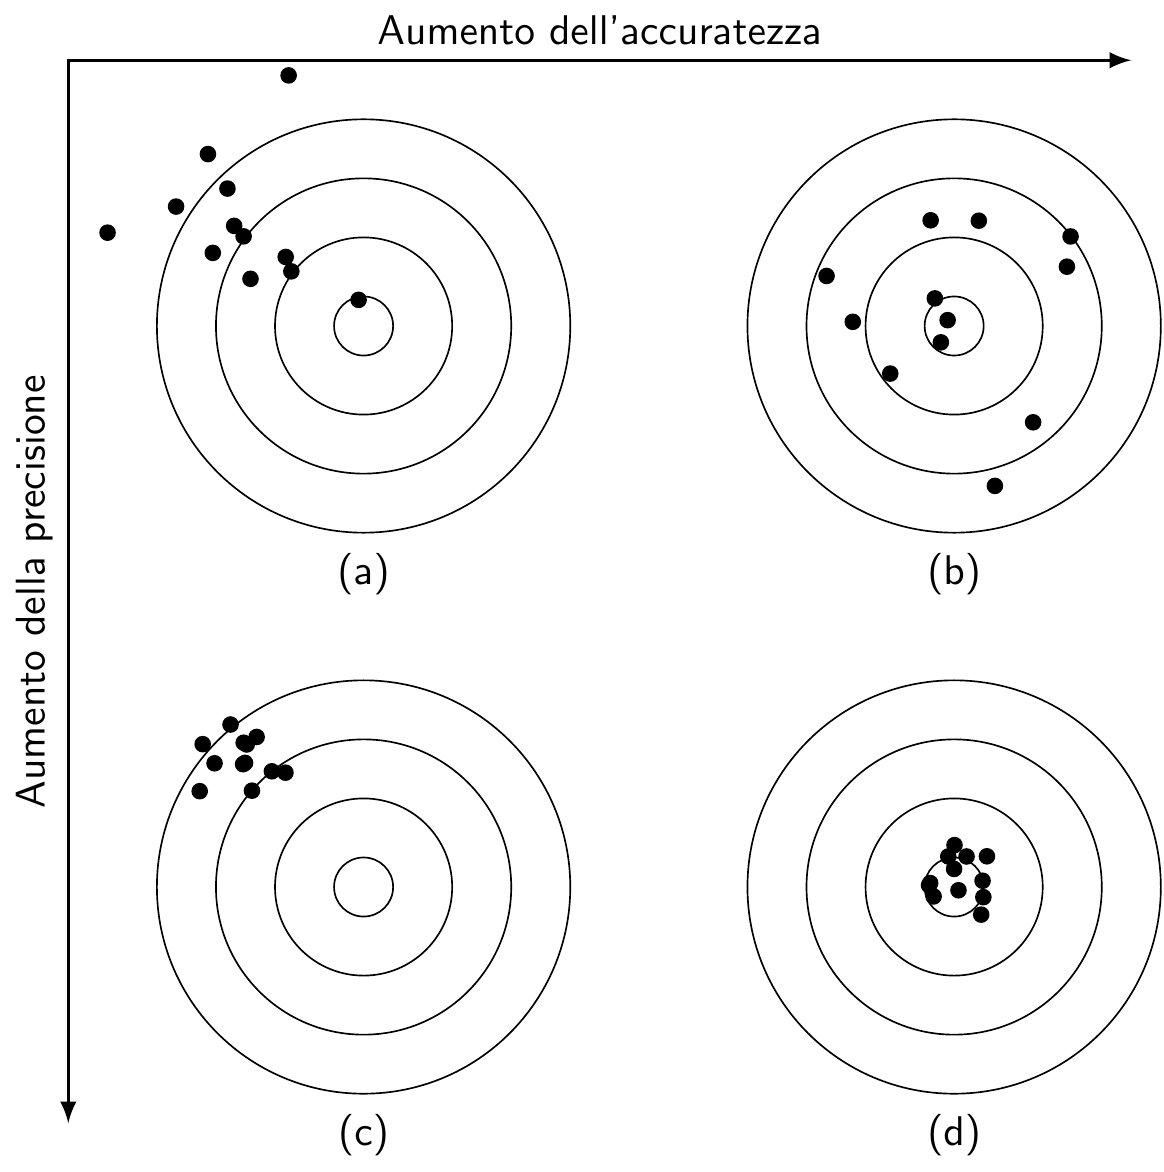 Aumento dell'accuratezza
Aumento della precisione
(a)
(b)
(c)
(d)